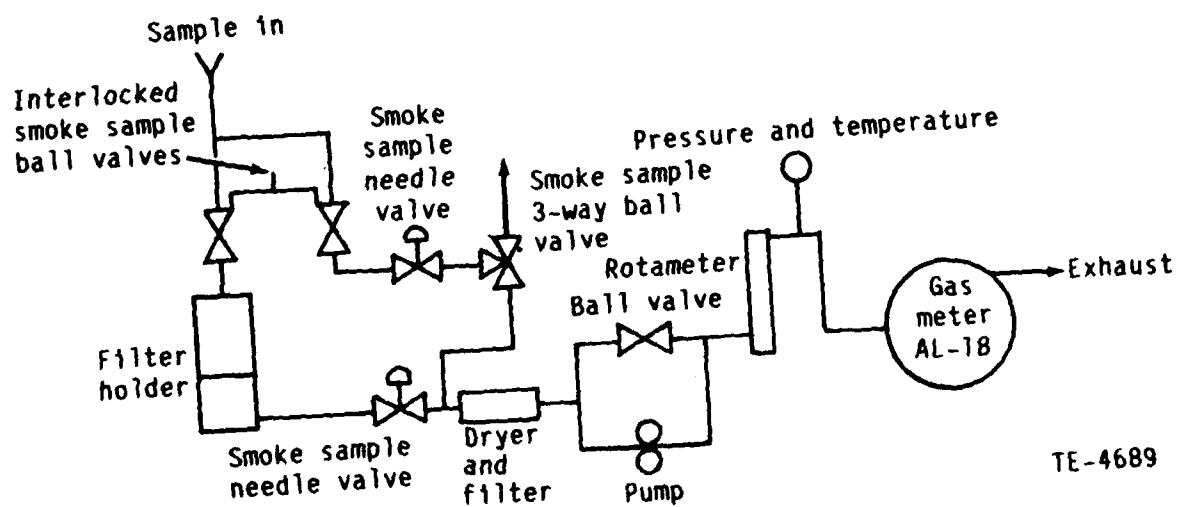 Sample in
Interlocked
smoke sample
ball valves
Smoke
sample
needle
valve
Smoke sample
3-way ball
valve
Pressure and temperature
Rotameter
Ball valve
Exhaust
Gas
meter
AL-18
Filter
holder
Smoke sample
needle valve
Dryer
and
filter
Pump
TE-4689